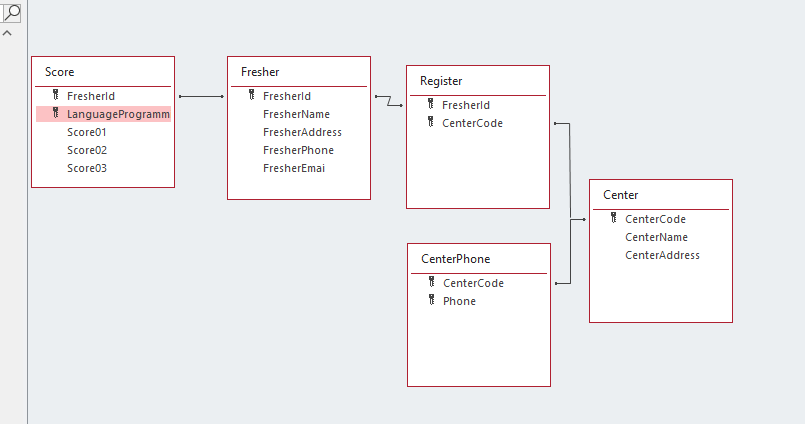 Score
FresherId
LanguageProgramm
Score01
Score02
Score03
Fresher
FresherId
FresherName
FresherAddress
FresherPhone
FresherEmai
Register
FresherId
CenterCode
CenterPhone
CenterCode
Phone
Center
CenterCode
CenterName
CenterAddress